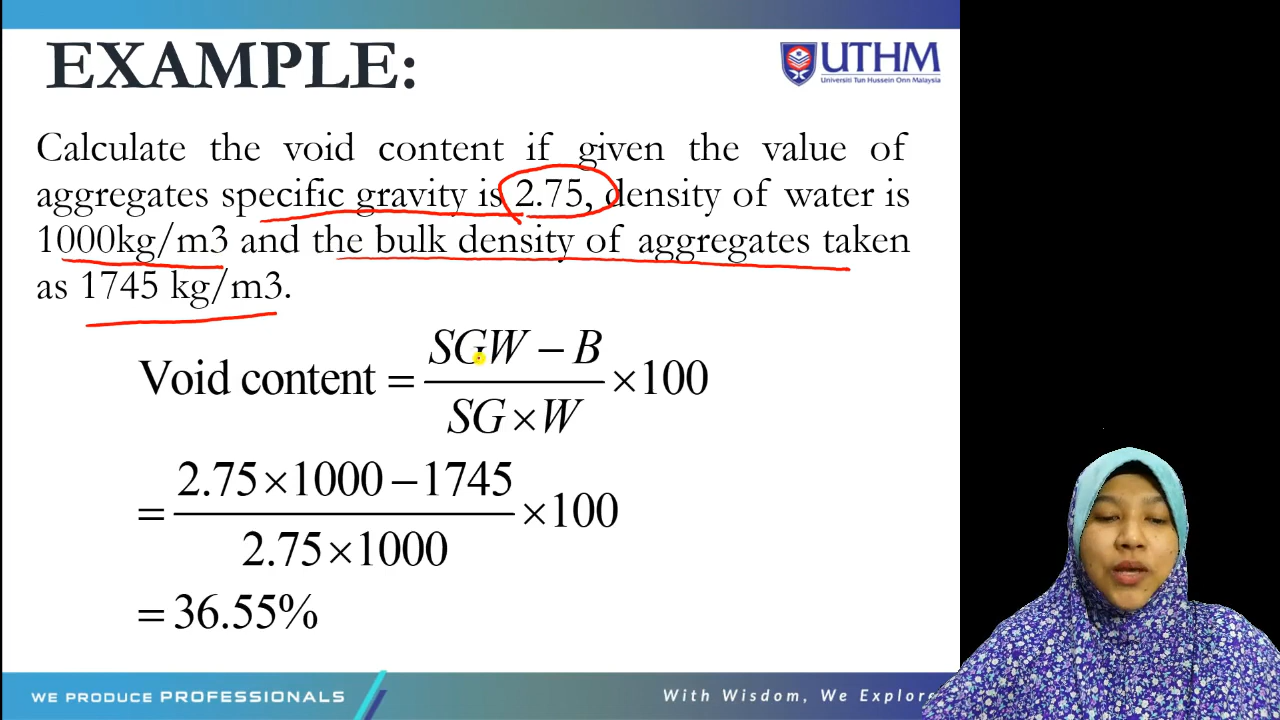 EXAMPLE:
UTHM
Universiti Tun Hussein Onn Malaysia
Calculate the void content if given the value of
aggregates specific gravity is 2.75, density of water is
1000kg/m3 and the bulk density of aggregates taken
as 1745 kg/m3.
Void content = (SGW − B) / (SG × W) × 100
= (2.75 × 1000 − 1745) / (2.75 × 1000) × 100
= 36.55%
WE PRODUCE PROFESSIONALS
With Wisdom, We Explore